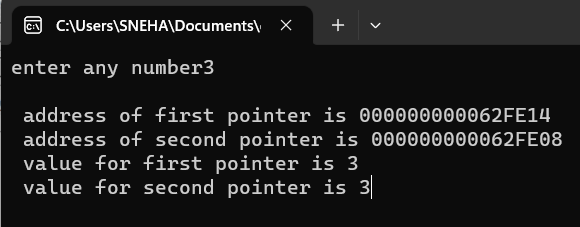 C:\Users\SNEHA\Documents\
enter any number3
address of first pointer is 000000000062FE14
address of second pointer is 000000000062FE08
value for first pointer is 3
value for second pointer is 3